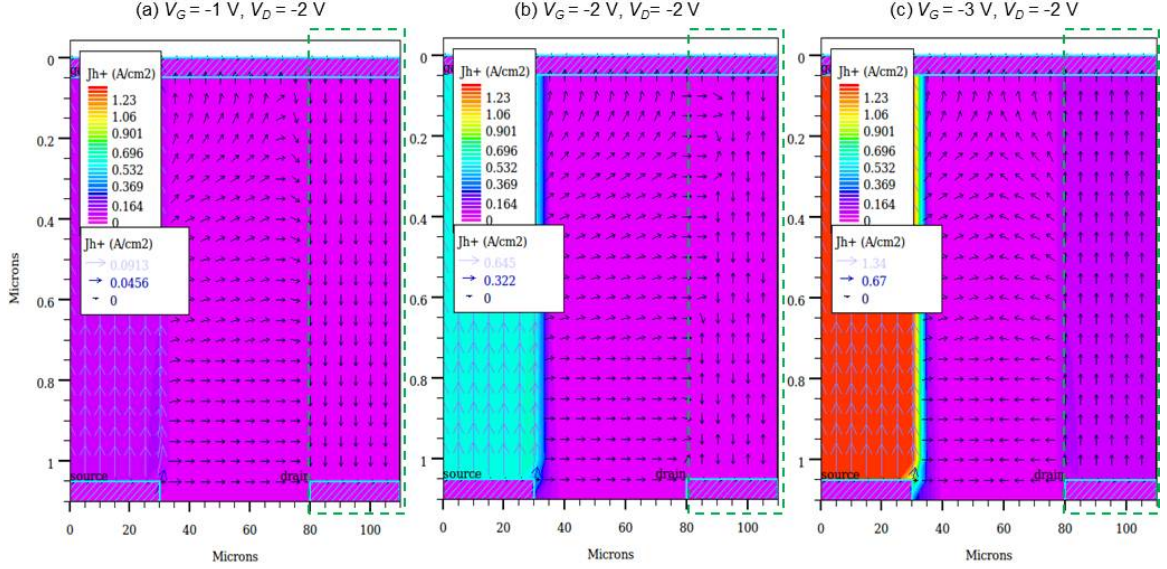 (a) VG = -1 V, VD = -2 V
(b) VG = -2 V, VD= -2 V
(c) VG = -3 V, VD = -2 V
0
0.2
0.4
0.6
0.8
1
Microns
Jh+ (A/cm2)
1.23
1.06
0.901
0.696
0.532
0.369
0.164
0
Jh+ (A/cm2)
0.0913
0.0456
0
source
drain
0 20 40 60 80 100
Microns
0
0.2
0.4
0.6
0.8
1
Jh+ (A/cm2)
1.23
1.06
0.901
0.696
0.532
0.369
0.164
0
Jh+ (A/cm2)
0.645
0.322
0
source
drain
0 20 40 60 80 100
Microns
0
0.2
0.4
0.6
0.8
1
Jh+ (A/cm2)
1.23
1.06
0.901
0.696
0.532
0.369
0.164
0
Jh+ (A/cm2)
1.34
0.67
0
source
drain
0 20 40 60 80 100
Microns